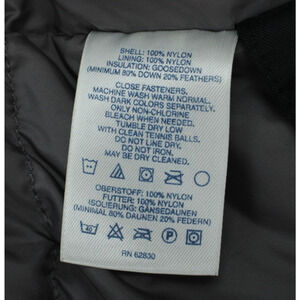 SHELL: 100% NYLON
LINING: 100% NYLON
INSULATION: GOOSEDOWN
(MINIMUM 80% DOWN 20% FEATHERS)
CLOSE FASTENERS.
MACHINE WASH WARM NORMAL.
WASH DARK COLORS SEPARATELY.
ONLY NON-CHLORINE
BLEACH WHEN NEEDED.
TUMBLE DRY LOW
WITH CLEAN TENNIS BALLS.
DO NOT LINE DRY.
DO NOT IRON.
MAY BE DRY CLEANED.
OBERSTOFF: 100% NYLON
FUTTER: 100% NYLON
ISOLIERUNG: GÄNSEDAUNEN
(MINIMAL 80% DAUNEN 20% FEDERN)
RN 62830